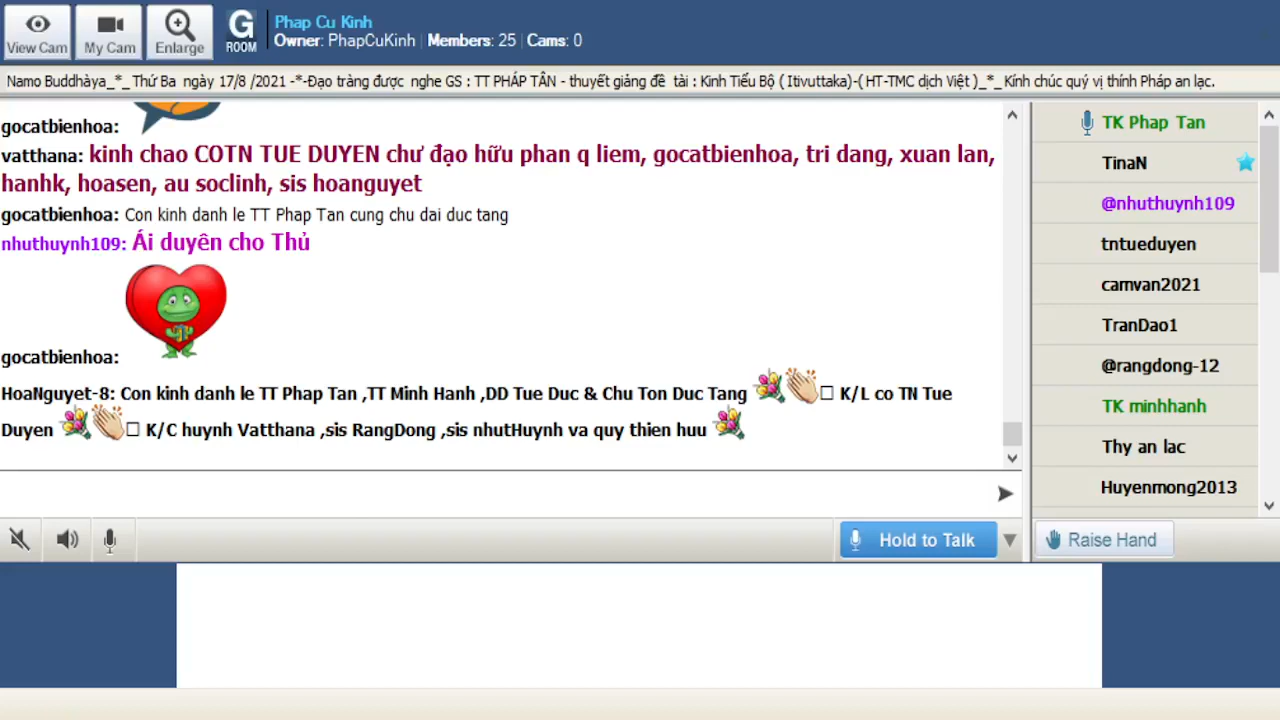 View Cam
My Cam
Enlarge
G
ROOM
Phap Cu Kinh
Owner: PhapCuKinh Members: 25 Cams: 0
Namo Buddhàya_*_ Thứ Ba ngày 17/8 /2021 -*-Đạo tràng được nghe GS : TT PHÁP TÂN - thuyết giảng đề tài : Kinh Tiểu Bộ ( Itivuttaka)-( HT-TMC dịch Việt )_*_ Kính chúc quý vị thính Pháp an lạc.
gocatbienhoa:
vatthana: kinh chao COTN TUE DUYEN chư đạo hữu phan q liem, gocatbienhoa, tri dang, xuan lan,
hanhk, hoasen, au soclinh, sis hoanguyet
gocatbienhoa: Con kinh danh le TT Phap Tan cung chu dai duc tang
nhuthuynh109: Ái duyên cho Thủ
gocatbienhoa:
HoaNguyet-8: Con kinh danh le TT Phap Tan ,TT Minh Hanh ,DD Tue Duc & Chu Ton Duc Tang K/L co TN Tue
Duyen K/C huynh Vatthana ,sis RangDong ,sis nhutHuynh va quy thien huu
TK Phap Tan
TinaN
@nhuthuynh109
tntueduyen
camvan2021
TranDao1
@rangdong-12
TK minhhanh
Thy an lac
Huyenmong2013
Hold to Talk
Raise Hand